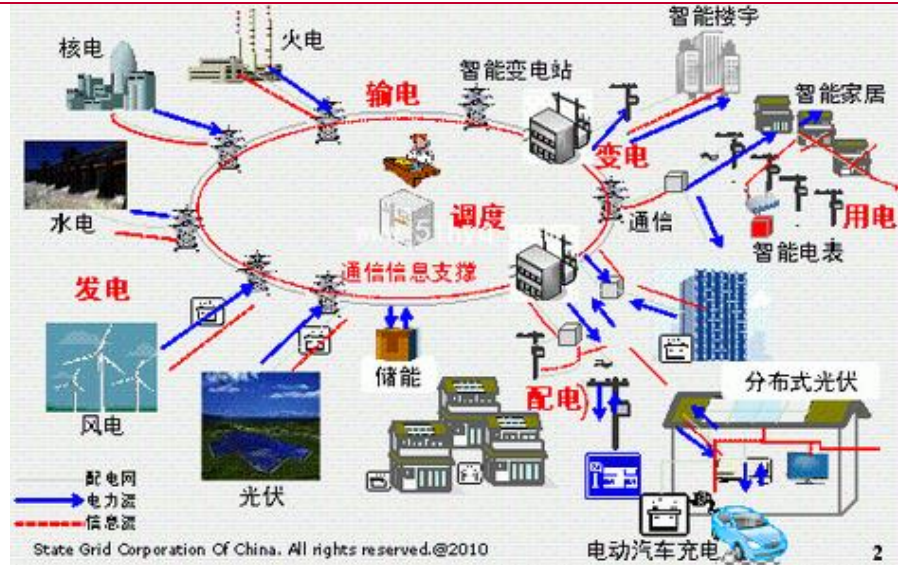 核电
火电
输电
智能变电站
智能楼宇
智能家居
变电
水电
调度
通信
用电
智能电表
通信信息支撑
发电
储能
配电
分布式光伏
风电
光伏
配电网
电力流
信息流
电动汽车充电
State Grid Corporation Of China. All rights reserved.@2010
2